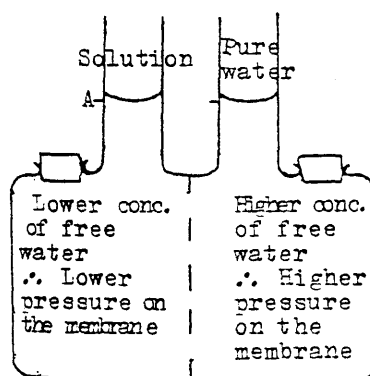 Solution
Pure
water
A
Lower conc.
of free
water
∴ Lower
pressure on
the membrane
Higher conc.
of free
water
∴ Higher
pressure
on the
membrane